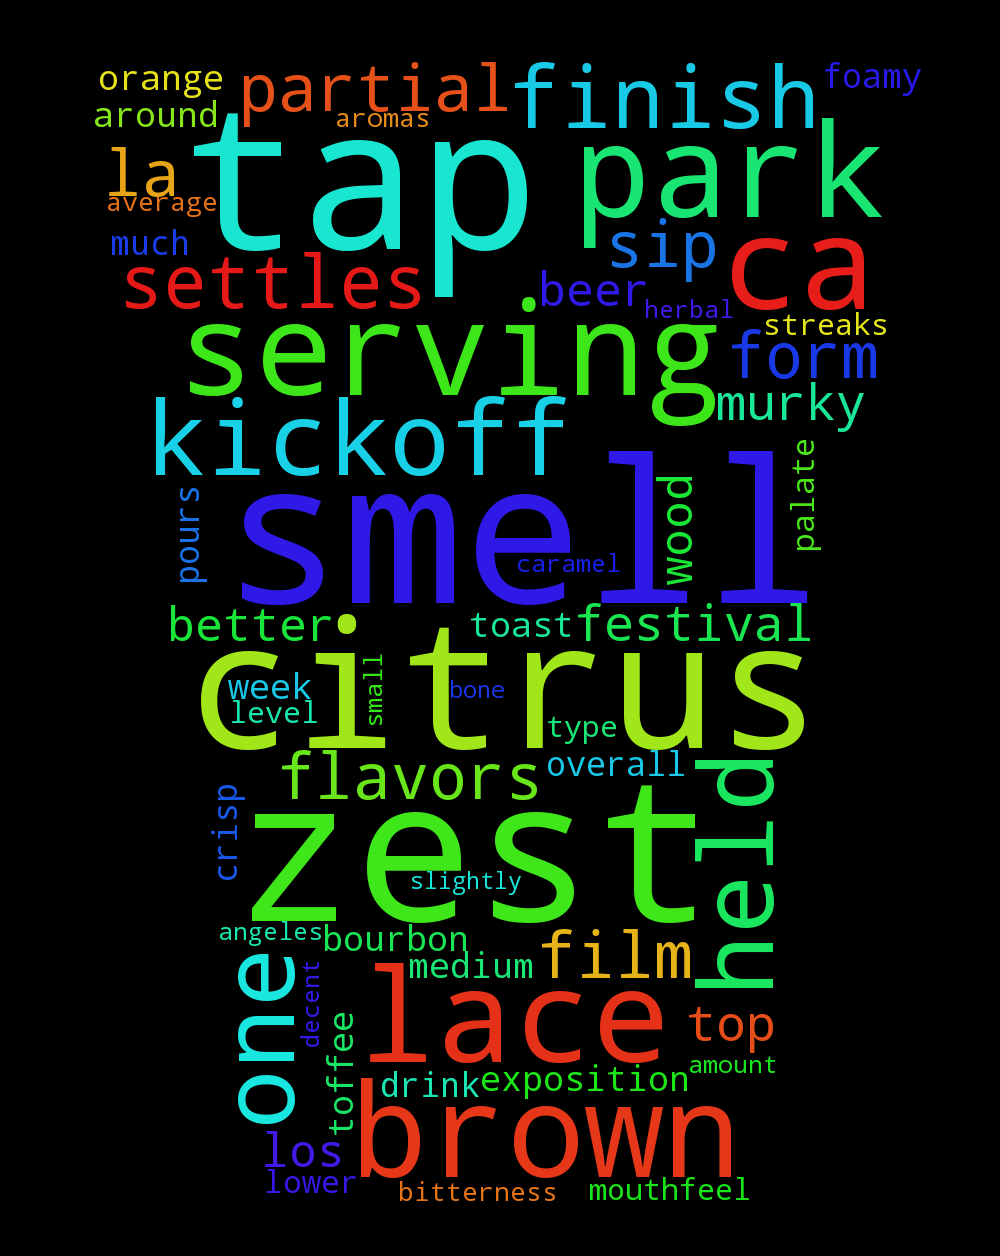 orange partial finish foamy
around aromas
tap park
la
average
much sip ca
settles beer herbal
serving streaks
form
kickoff murky
pours smell wood palate
caramel
better toast festival
citrus
week small bone
level type
flavors overall
crisp zest held
slightly
angeles bourbon
one decent medium film
lace top
toffee drink exposition amount
brown
los
lower bitterness mouthfeel